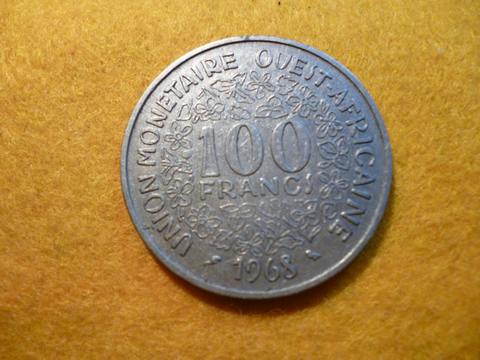 UNION MONETAIRE OUEST-AFRICAINE
100
FRANCS
1968